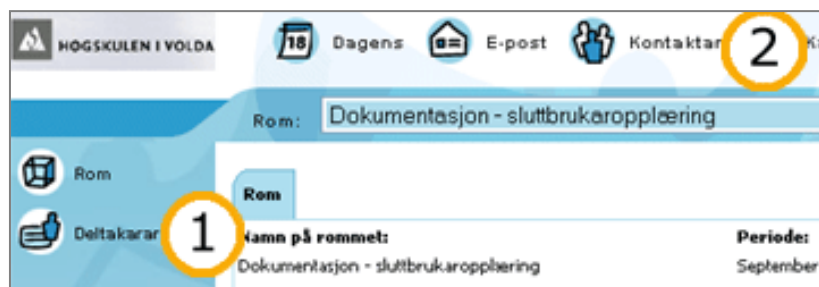 HØGSKULEN I VOLDA
18 Dagens E-post Kontaktar 2
Rom: Dokumentasjon - sluttbrukaropplæring
Rom
Rom
Deltakarar 1
Namn på rommet: Periode:
Dokumentasjon - sluttbrukaropplæring September